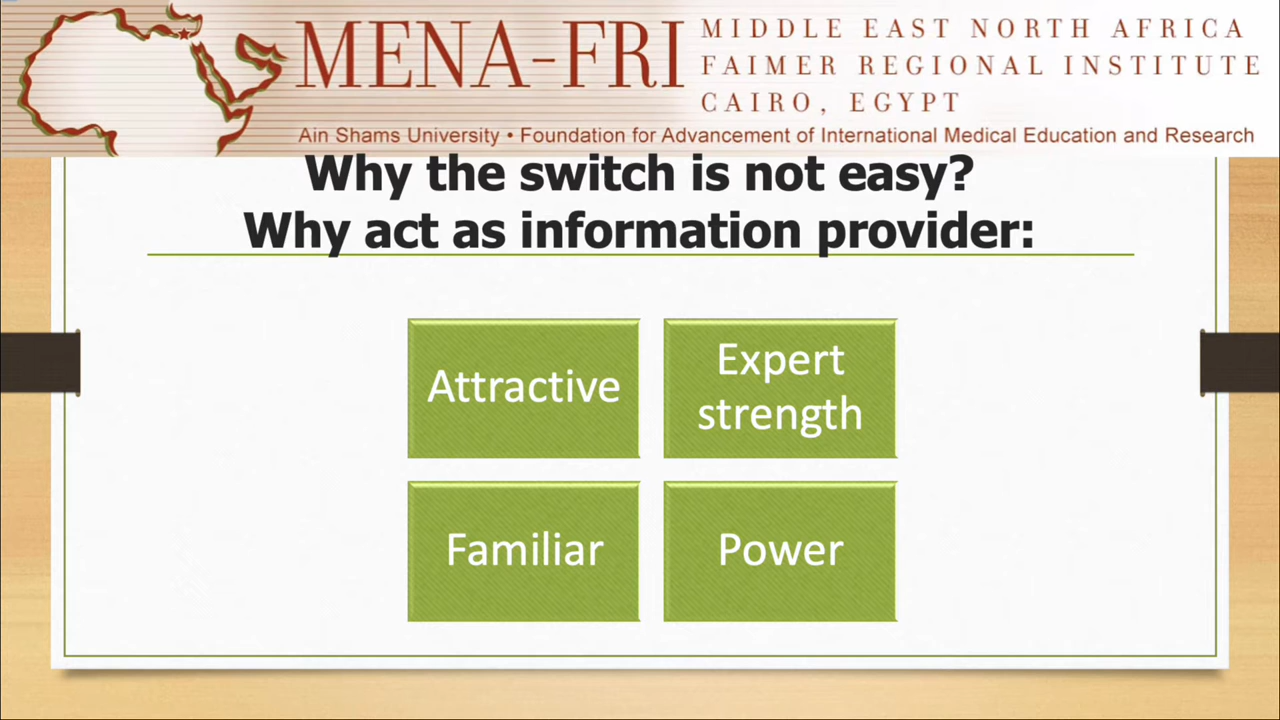 MENA-FRI
MIDDLE EAST NORTH AFRICA
FAIMER REGIONAL INSTITUTE
CAIRO, EGYPT
Ain Shams University • Foundation for Advancement of International Medical Education and Research
Why the switch is not easy?
Why act as information provider:
Attractive
Expert
strength
Familiar
Power